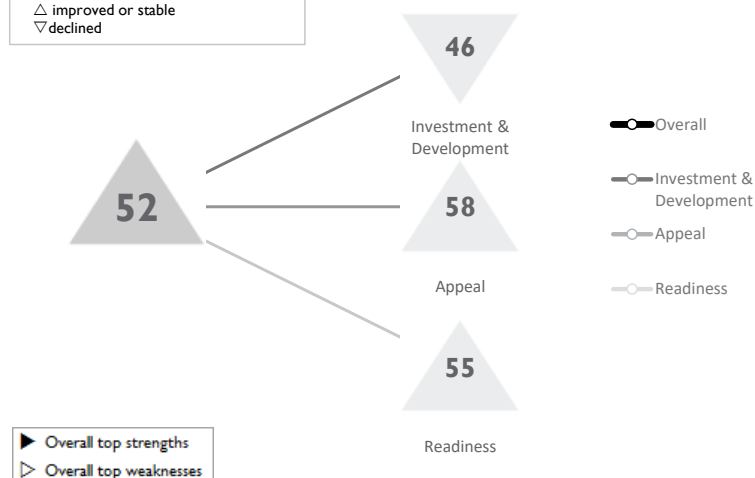 △ improved or stable
▽ declined
46
Investment &
Development
52
58
Appeal
55
Readiness
Overall
Investment &
Development
Appeal
Readiness
▶ Overall top strengths
▷ Overall top weaknesses